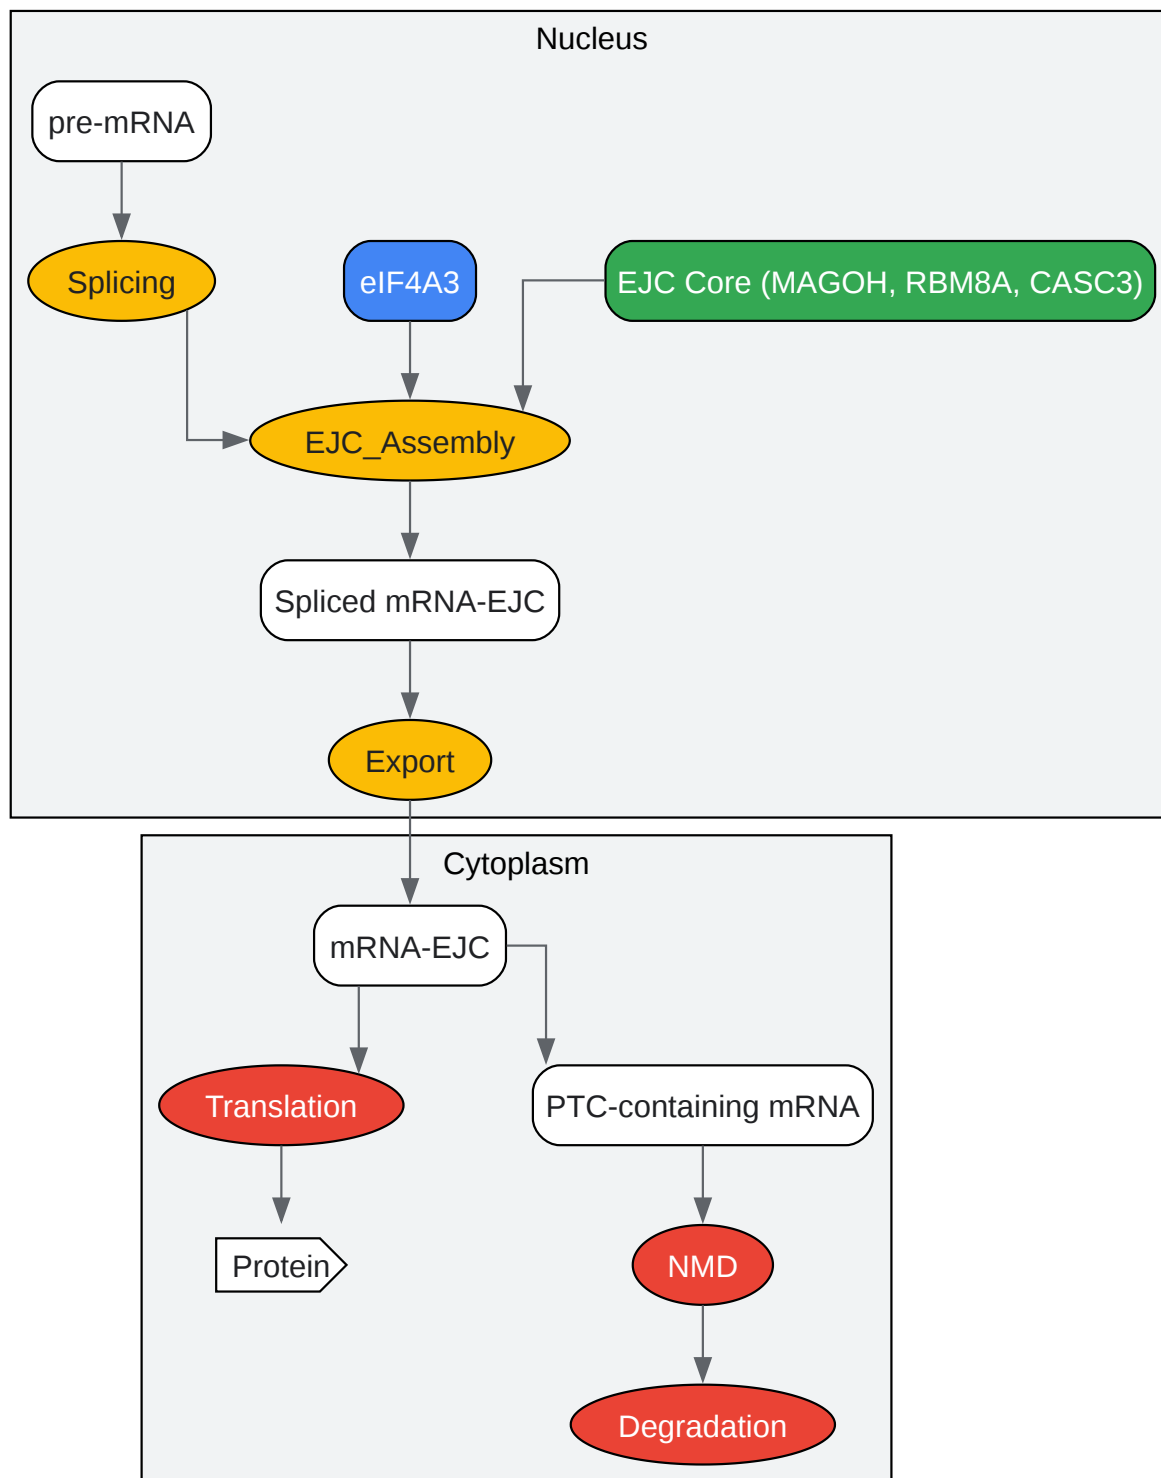 Nucleus
pre-mRNA
Splicing
eIF4A3
EJC Core (MAGOH, RBM8A, CASC3)
EJC_Assembly
Spliced mRNA-EJC
Export
Cytoplasm
mRNA-EJC
Translation
PTC-containing mRNA
Protein
NMD
Degradation